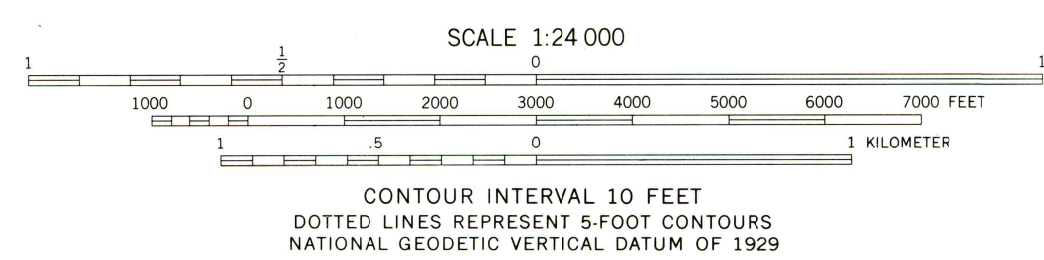 SCALE 1:24 000
1 1/2 0 1
1000 0 1000 2000 3000 4000 5000 6000 7000 FEET
1 .5 0 1 KILOMETER
CONTOUR INTERVAL 10 FEET
DOTTED LINES REPRESENT 5-FOOT CONTOURS
NATIONAL GEODETIC VERTICAL DATUM OF 1929